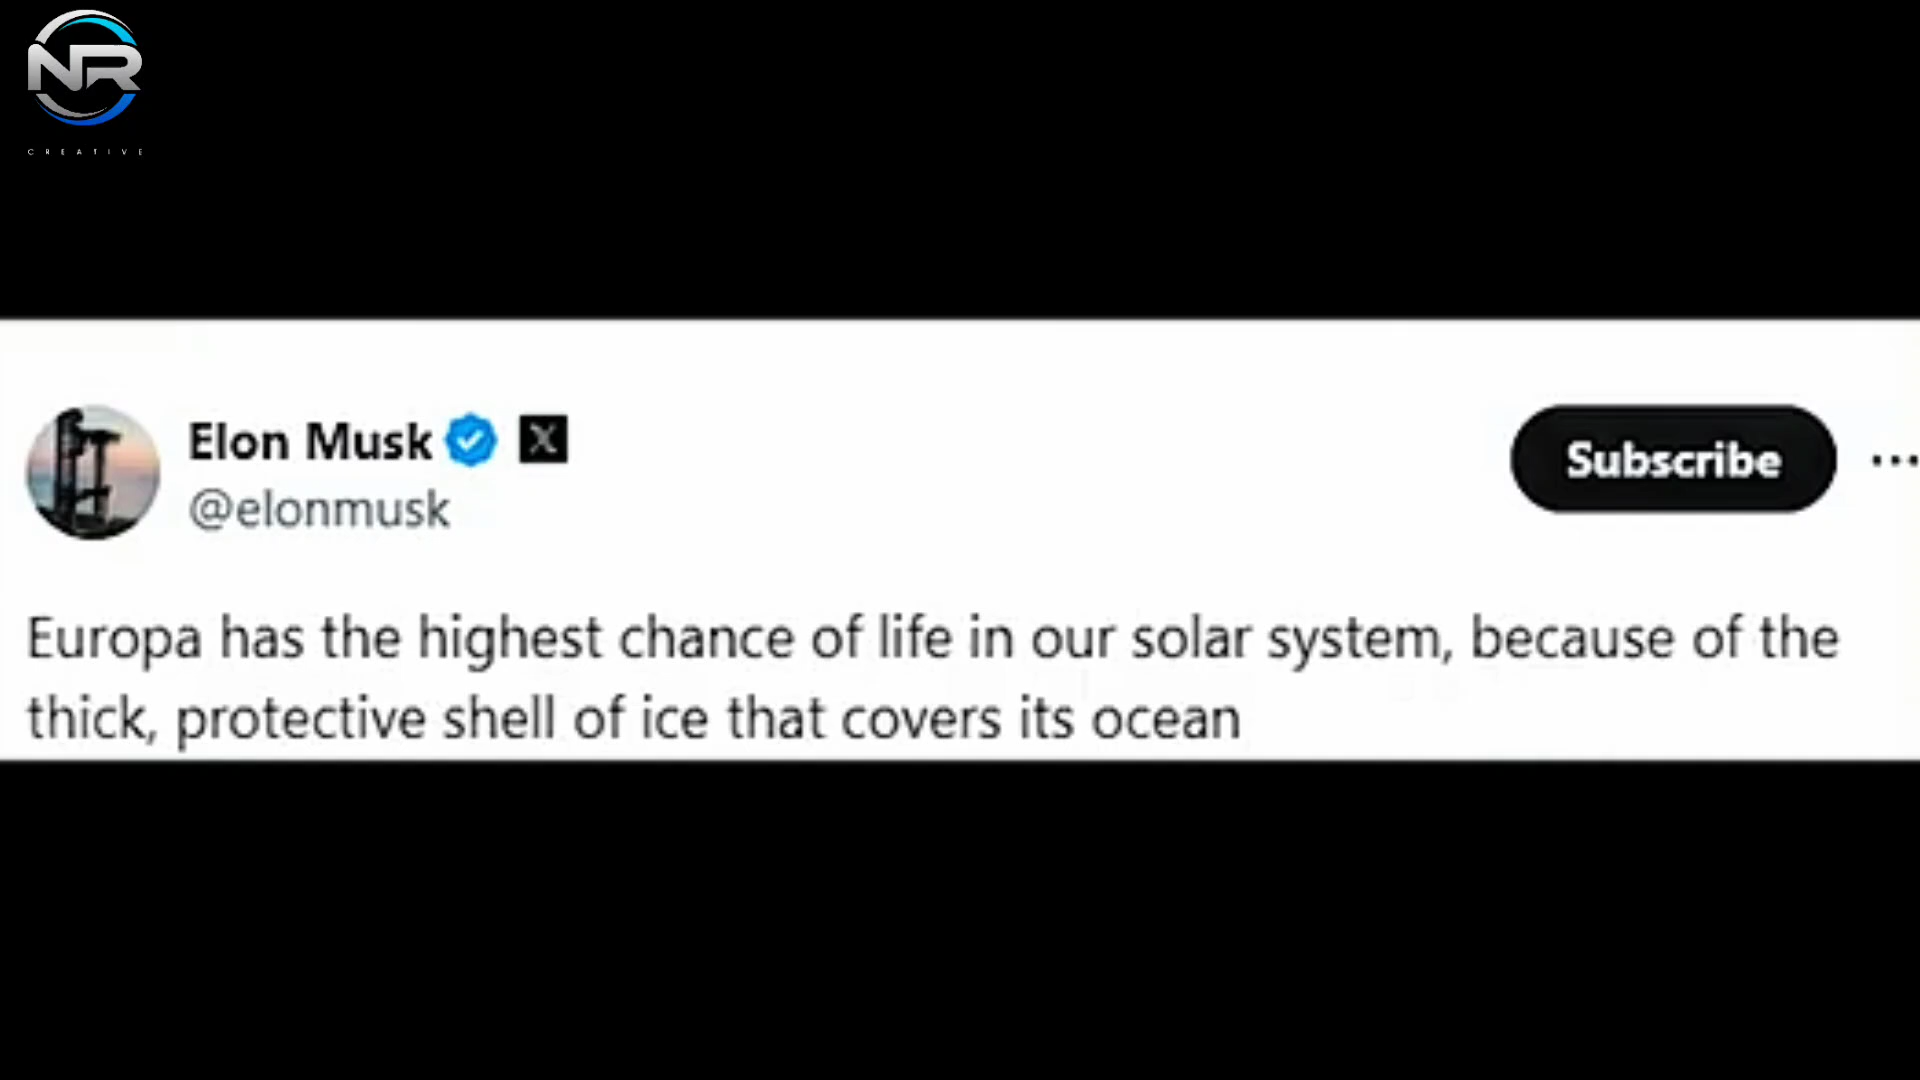 NR
CREATIVE
Elon Musk X
@elonmusk
Subscribe
Europa has the highest chance of life in our solar system, because of the
thick, protective shell of ice that covers its ocean